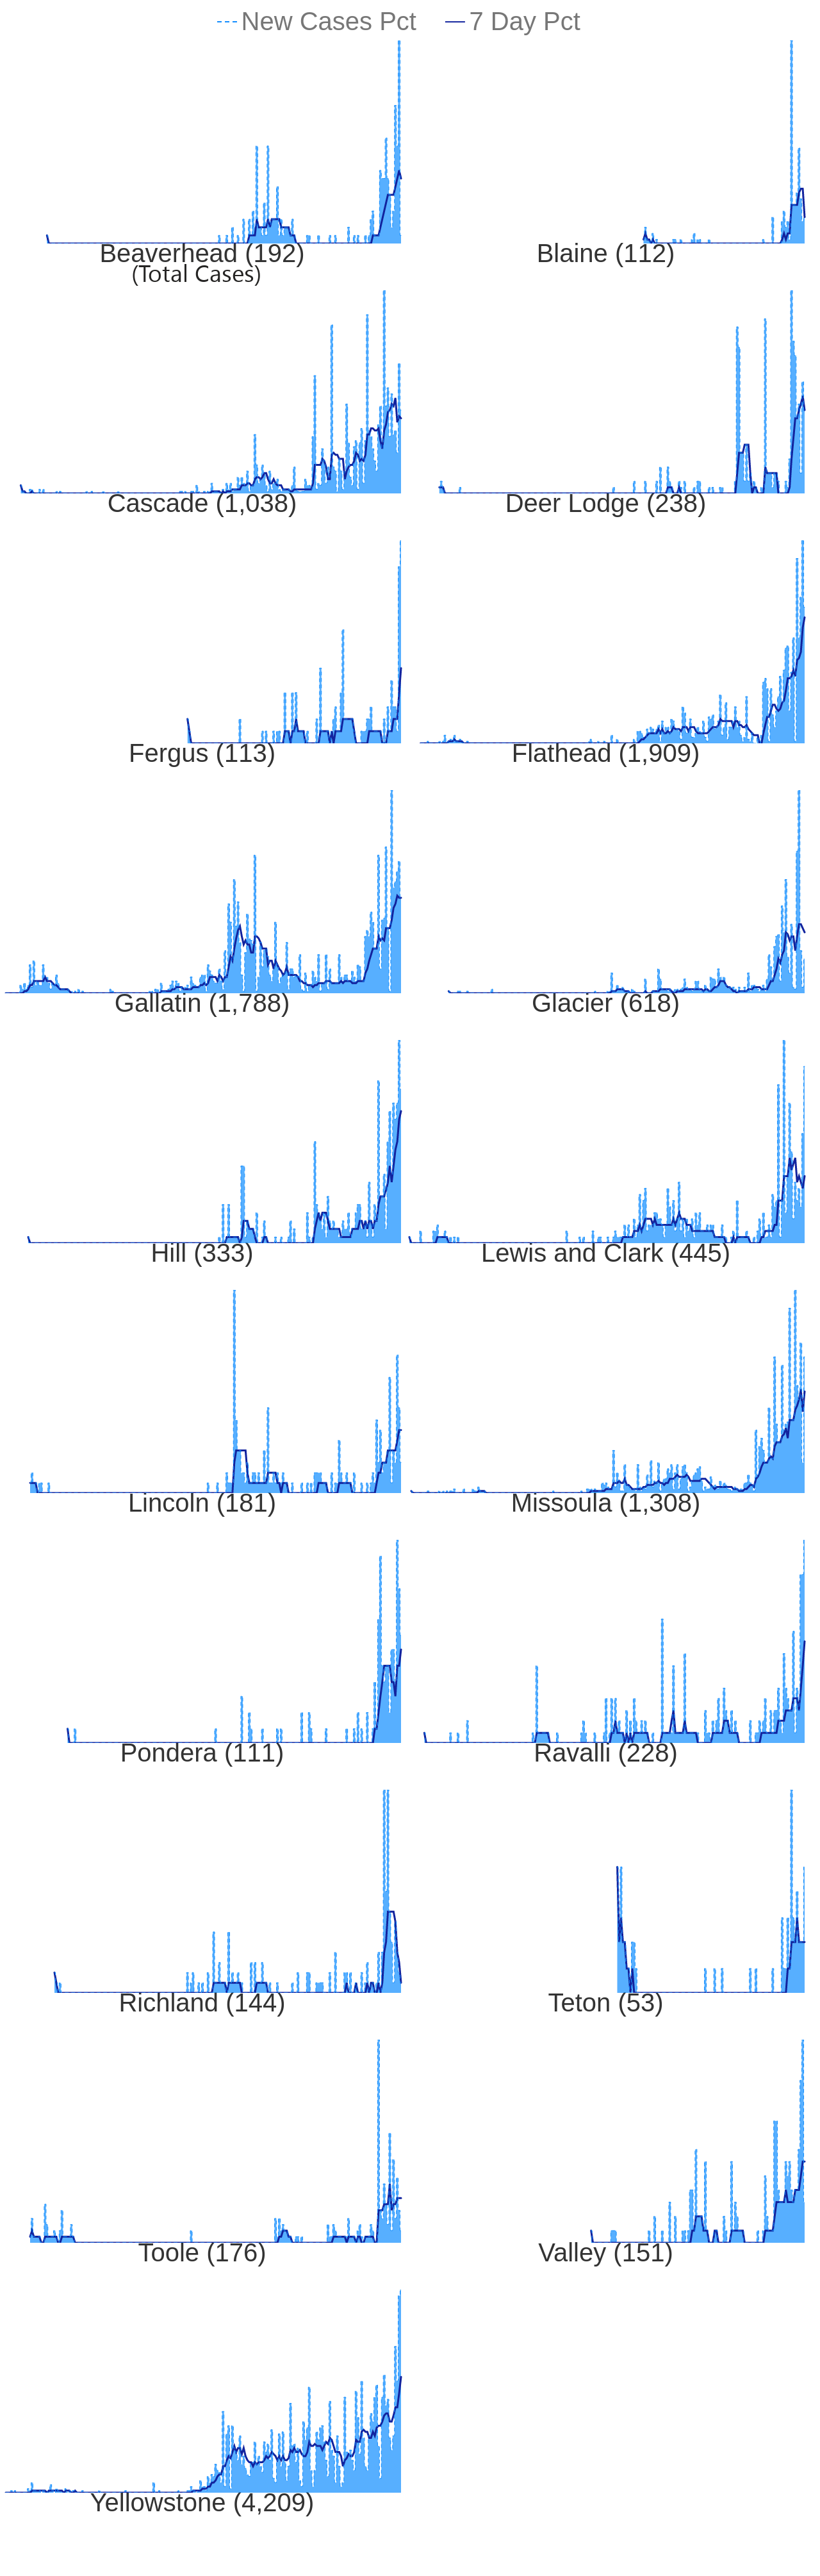 New Cases Pct 7 Day Pct
Beaverhead (192) Blaine (112)
(Total Cases)
Cascade (1,038) Deer Lodge (238)
Fergus (113) Flathead (1,909)
Gallatin (1,788) Glacier (618)
Hill (333) Lewis and Clark (445)
Lincoln (181) Missoula (1,308)
Pondera (111) Ravalli (228)
Richland (144) Teton (53)
Toole (176) Valley (151)
Yellowstone (4,209)